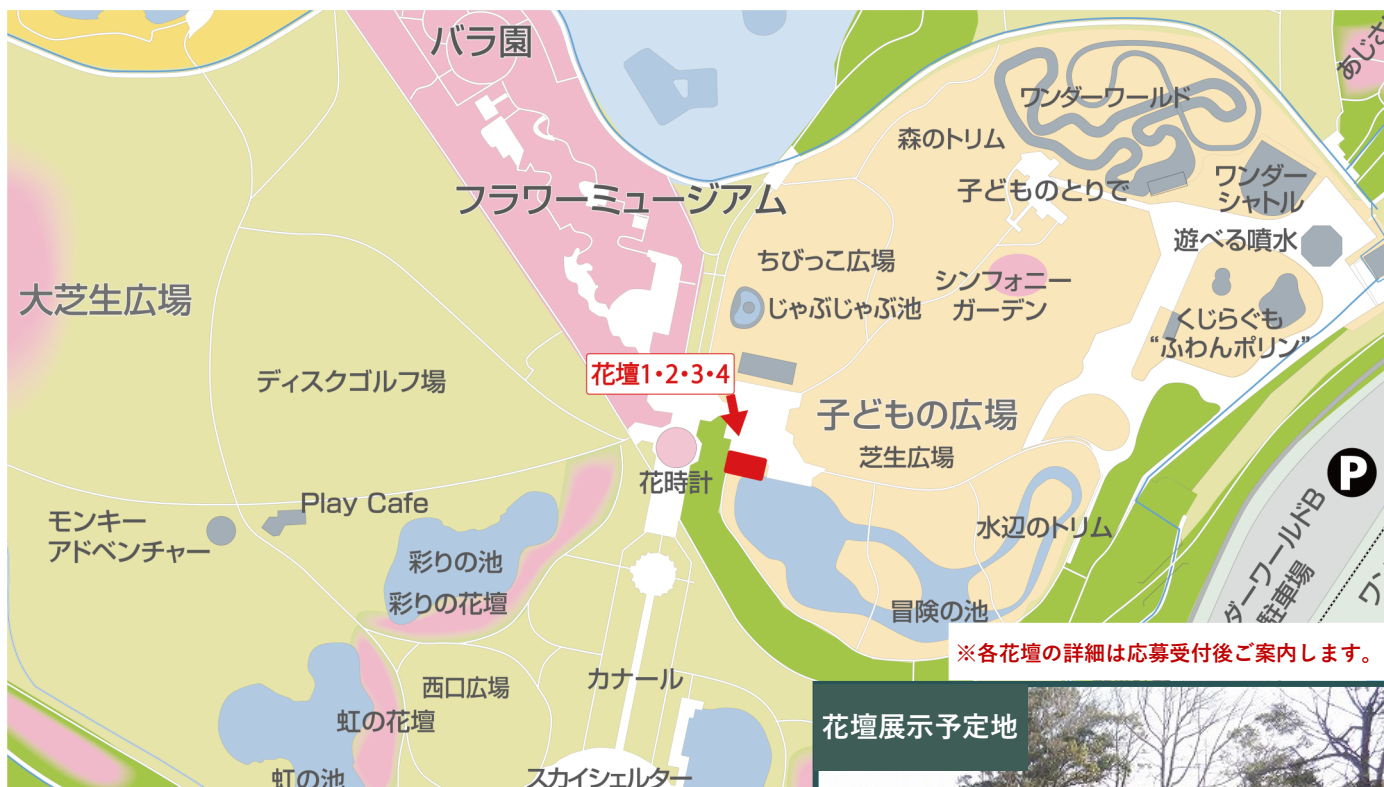 バラ園
あじさ
ワンダーワールド
森のトリム
子どものとりで
ワンダー
シャトル
フラワーミュージアム
遊べる噴水
ちびっこ広場
シンフォニー
ガーデン
大芝生広場
じゃぶじゃぶ池
くじらぐも
“ふわんポリン”
花壇1・2・3・4
ディスクゴルフ場
子どもの広場
芝生広場
花時計
P
Play Cafe
モンキー
アドベンチャー
水辺のトリム
彩りの池
彩りの花壇
冒険の池
ダーワールドB
駐車場
ワン
※各花壇の詳細は応募受付後ご案内します。
カナール
西口広場
虹の花壇
花壇展示予定地
虹の池
スカイシェルター